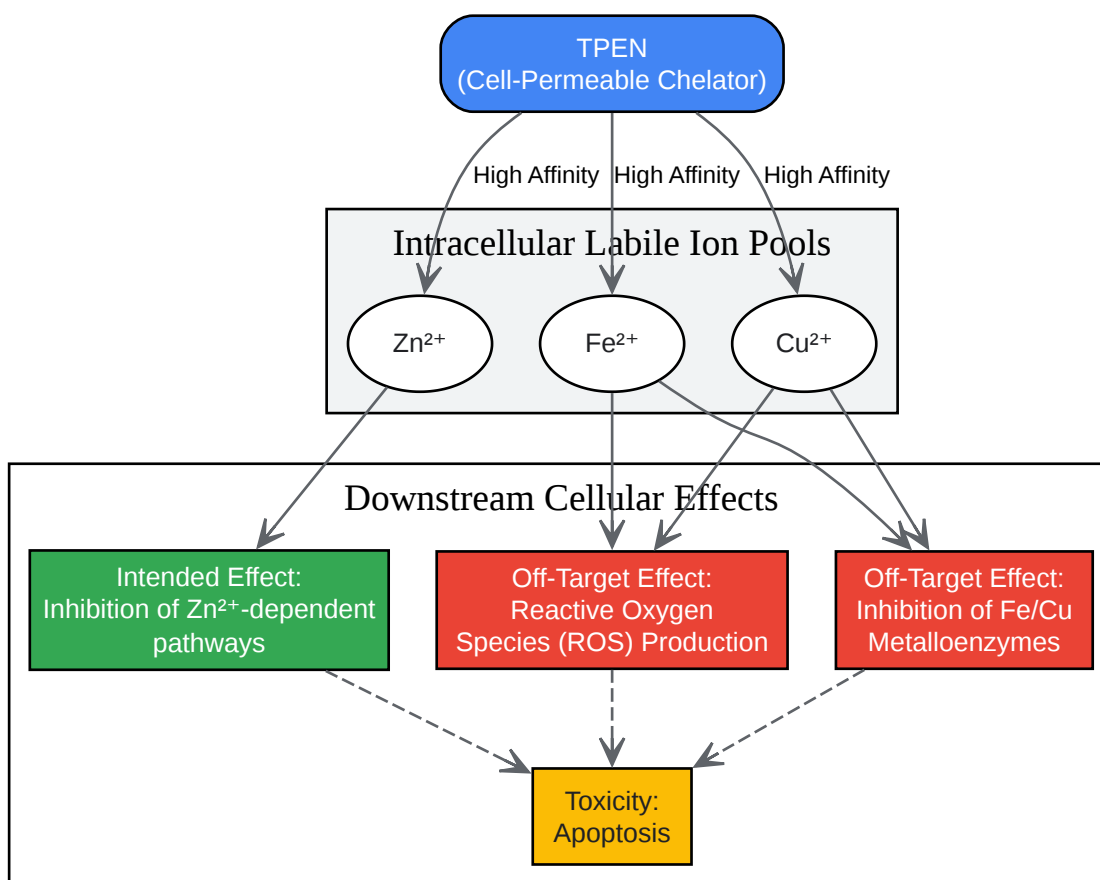 TPEN
(Cell-Permeable Chelator)
High Affinity
High Affinity
High Affinity
Intracellular Labile Ion Pools
Zn²⁺
Fe²⁺
Cu²⁺
Downstream Cellular Effects
Intended Effect:
Inhibition of Zn²⁺-dependent
pathways
Off-Target Effect:
Reactive Oxygen
Species (ROS) Production
Off-Target Effect:
Inhibition of Fe/Cu
Metalloenzymes
Toxicity:
Apoptosis